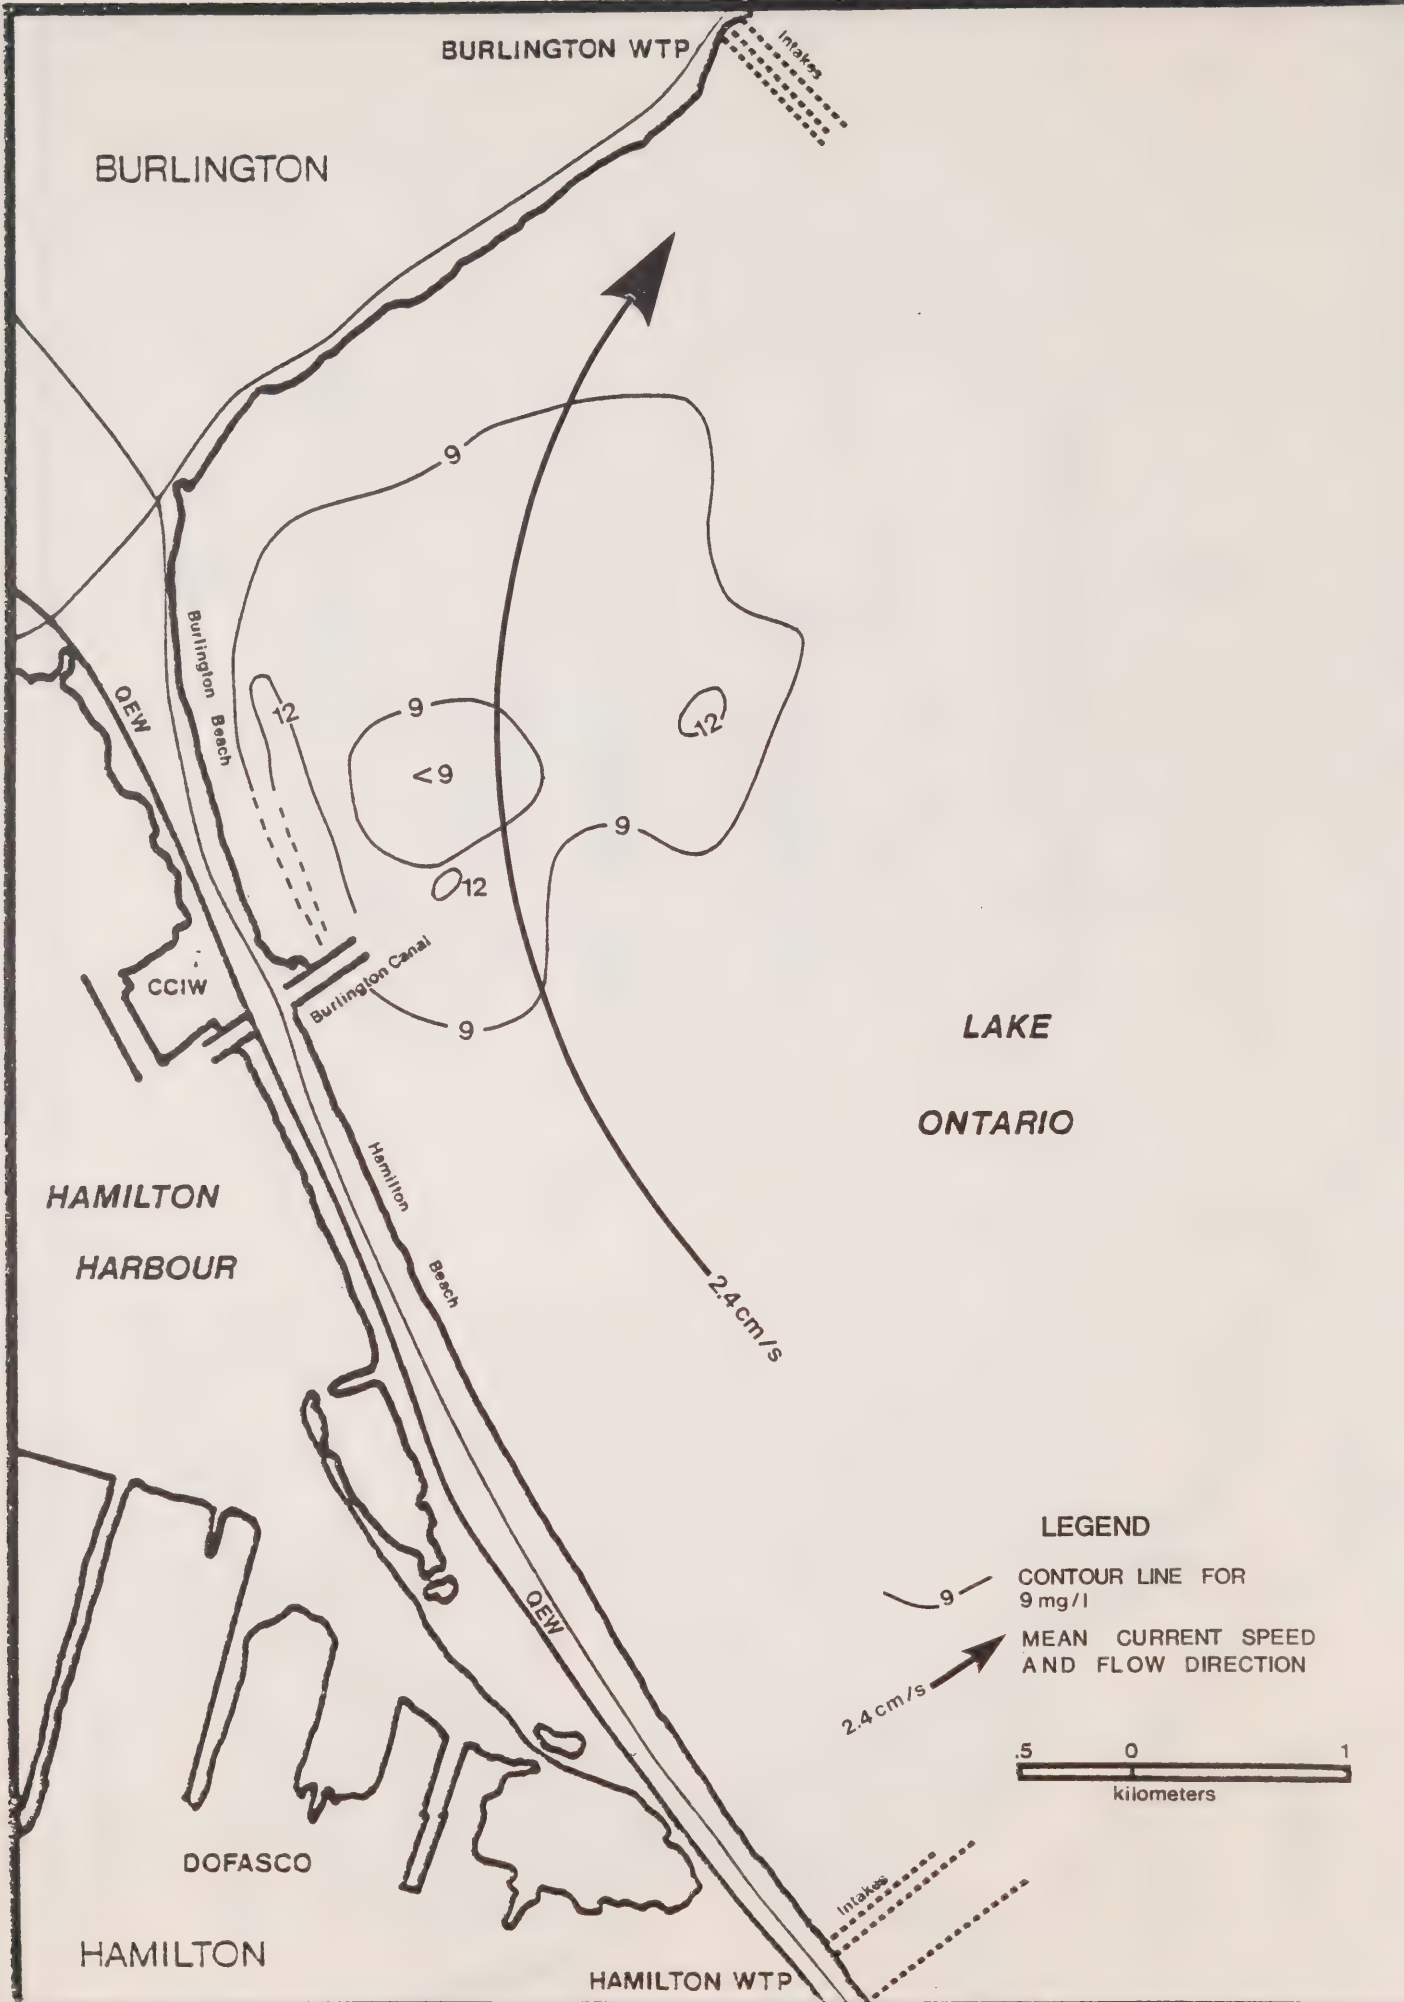 BURLINGTON WTP
Intakes
BURLINGTON
9
Burlington Beach
QEW
12
9
12
<9
9
12
Burlington Canal
CCIW
9
LAKE
ONTARIO
Hamilton
Beach
HAMILTON
HARBOUR
2.4 cm/s
LEGEND
9
CONTOUR LINE FOR
9 mg/l
QEW
MEAN CURRENT SPEED
AND FLOW DIRECTION
2.4 cm/s
.5 0 1
kilometers
DOFASCO
Intakes
HAMILTON
HAMILTON WTP